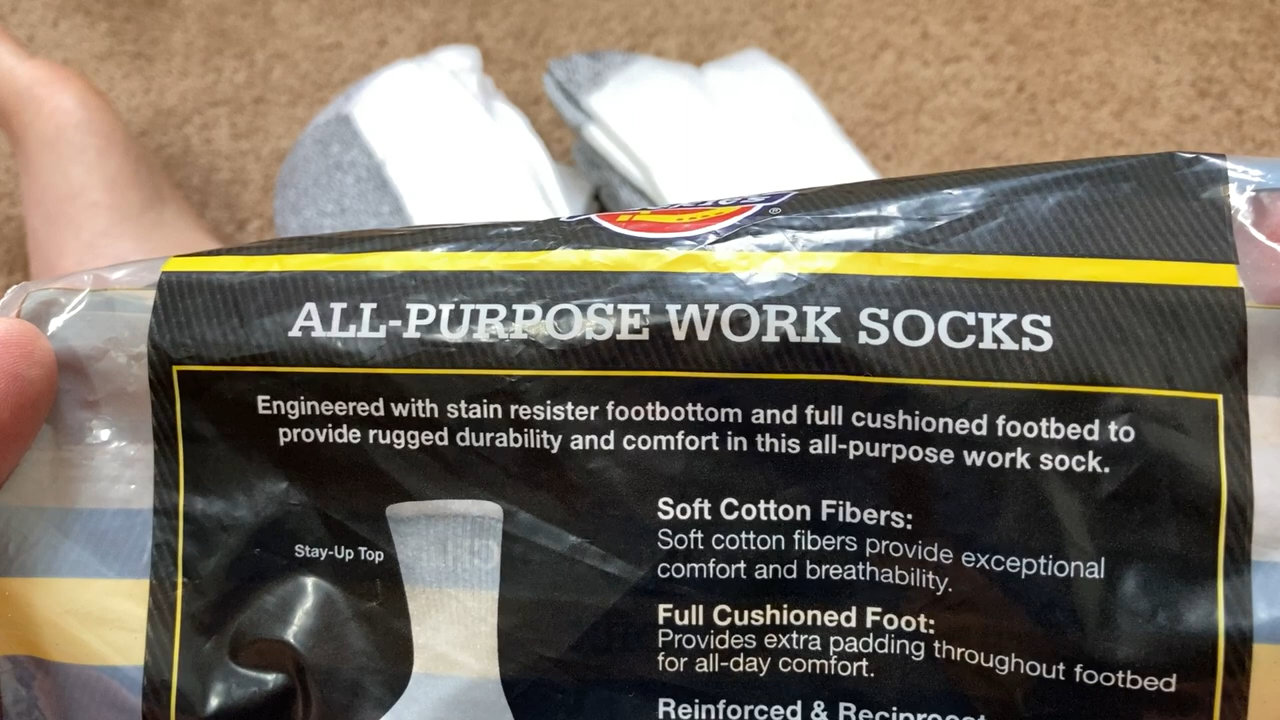 ®
ALL-PURPOSE WORK SOCKS
Engineered with stain resister footbottom and full cushioned footbed to
provide rugged durability and comfort in this all-purpose work sock.
Stay-Up Top
Soft Cotton Fibers:
Soft cotton fibers provide exceptional
comfort and breathability.
Full Cushioned Foot:
Provides extra padding throughout footbed
for all-day comfort.
Reinforced &